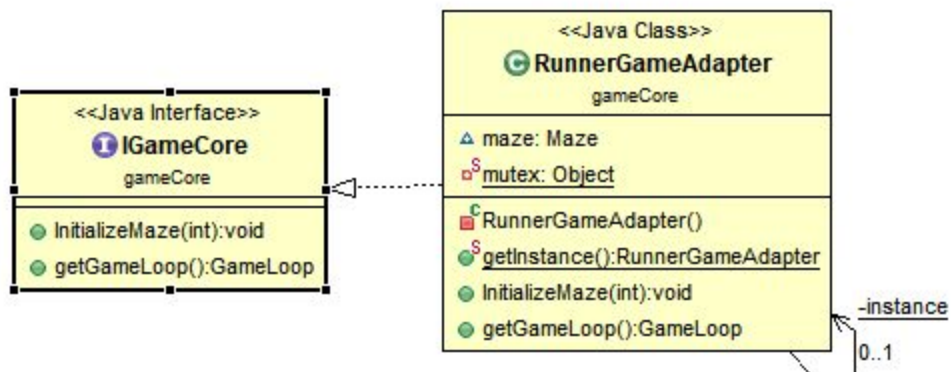 <<Java Interface>>
IGameCore
gameCore
InitializeMaze(int):void
getGameLoop():GameLoop
<<Java Class>>
RunnerGameAdapter
gameCore
maze: Maze
mutex: Object
RunnerGameAdapter()
getInstance():RunnerGameAdapter
InitializeMaze(int):void
getGameLoop():GameLoop
-instance
0..1